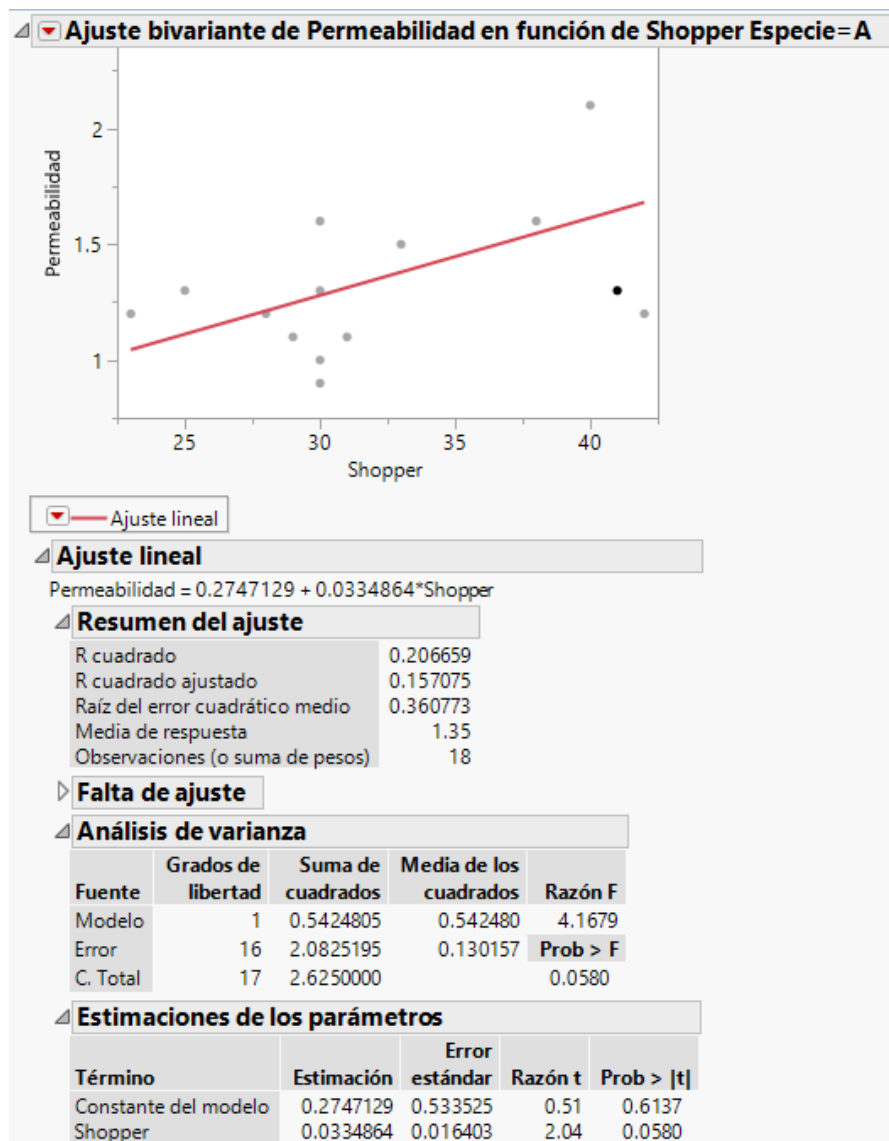 Ajuste bivariante de Permeabilidad en función de Shopper Especie=A
2
1.5
1
Permeabilidad
25 30 35 40
Shopper
Ajuste lineal
Ajuste lineal
Permeabilidad = 0.2747129 + 0.0334864*Shopper
Resumen del ajuste
R cuadrado 0.206659
R cuadrado ajustado 0.157075
Raíz del error cuadrático medio 0.360773
Media de respuesta 1.35
Observaciones (o suma de pesos) 18
Falta de ajuste
Análisis de varianza
Grados de Suma de Media de los
Fuente libertad cuadrados cuadrados Razón F
Modelo 1 0.5424805 0.542480 4.1679
Error 16 2.0825195 0.130157 Prob > F
C. Total 17 2.6250000 0.0580
Estimaciones de los parámetros
Error
Término Estimación estándar Razón t Prob > |t|
Constante del modelo 0.2747129 0.533525 0.51 0.6137
Shopper 0.0334864 0.016403 2.04 0.0580